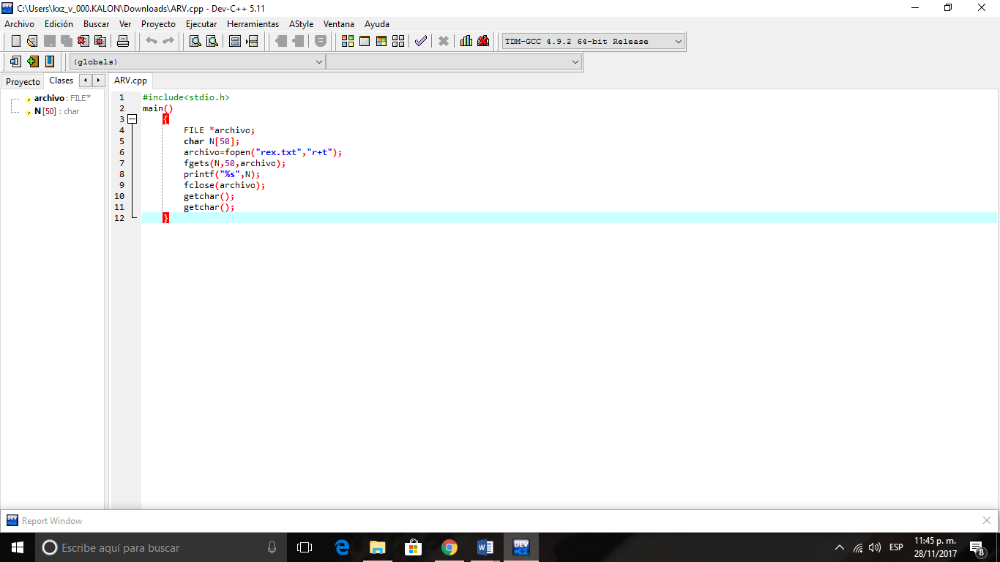 C:\Users\kxz_v_000.KALON\Downloads\ARV.cpp - Dev-C++ 5.11
Archivo Edición Buscar Ver Proyecto Ejecutar Herramientas AStyle Ventana Ayuda
TDM-GCC 4.9.2 64-bit Release
(globals)
Proyecto Clases ARV.cpp
archivo : FILE*
N [50] : char
1 #include<stdio.h>
2 main()
3 {
4 FILE *archivo;
5 char N[50];
6 archivo=fopen("rex.txt","r+t");
7 fgets(N,50,archivo);
8 printf("%s",N);
9 fclose(archivo);
10 getchar();
11 getchar();
12 }
DEV Report Window
Escribe aquí para buscar
DEV
ESP
11:45 p. m.
28/11/2017
8